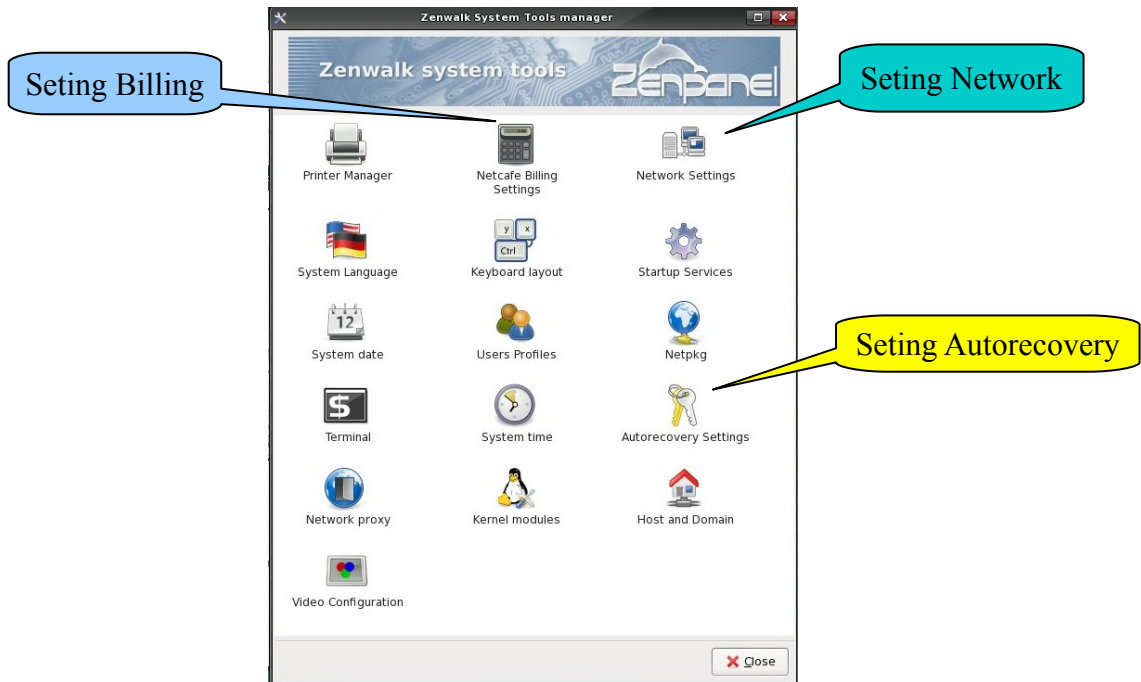 Zenwalk System Tools manager
Zenwalk system tools
Zenpanel
Seting Billing
Seting Network
Printer Manager
Netcafe Billing
Settings
Network Settings
y x
Ctrl
System Language
Keyboard layout
Startup Services
12
System date
Users Profiles
Netpkg
Seting Autorecovery
$
Terminal
System time
Autorecovery Settings
Network proxy
Kernel modules
Host and Domain
Video Configuration
Close